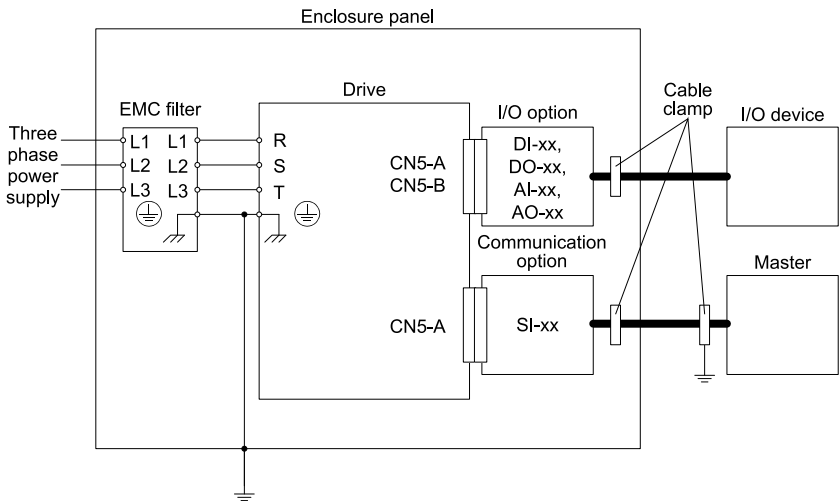 Enclosure panel
EMC filter
Drive
I/O option
Cable
clamp
I/O device
Three
phase
power
supply
L1 L1
L2 L2
L3 L3
R
S
T
CN5-A
CN5-B
DI-xx,
DO-xx,
AI-xx,
AO-xx
Communication
option
Master
CN5-A
SI-xx